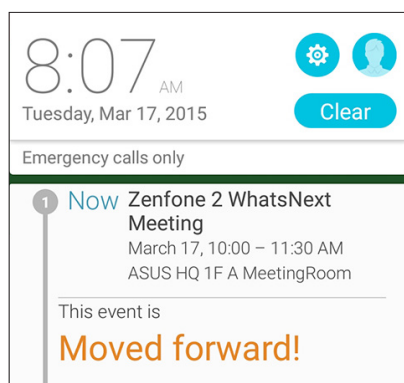 8:07 AM
Tuesday, Mar 17, 2015
Clear
Emergency calls only
1 Now Zenfone 2 WhatsNext
Meeting
March 17, 10:00 – 11:30 AM
ASUS HQ 1F A MeetingRoom
This event is
Moved forward!